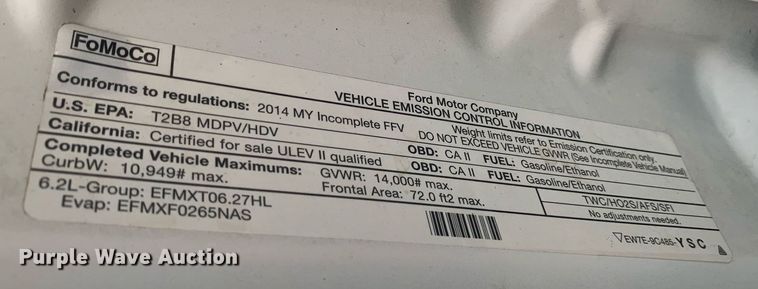 FoMoCo
Ford Motor Company
VEHICLE EMISSION CONTROL INFORMATION
Conforms to regulations: 2014 MY Incomplete FFV
Weight limits refer to Emission Certification only.
DO NOT EXCEED VEHICLE GVWR (See Incomplete Vehicle Manual)
U.S. EPA: T2B8 MDPV/HDV OBD: CA II FUEL: Gasoline/Ethanol
California: Certified for sale ULEV II qualified OBD: CA II FUEL: Gasoline/Ethanol
Completed Vehicle Maximums: GVWR: 14,000# max.
CurbW: 10,949# max. Frontal Area: 72.0 ft2 max.
6.2L-Group: EFMXT06.27HL
Evap: EFMXF0265NAS
TWC/HO2S/AFS/SFI
No adjustments needed.
EW7E-9C485-YSC
Purple Wave Auction